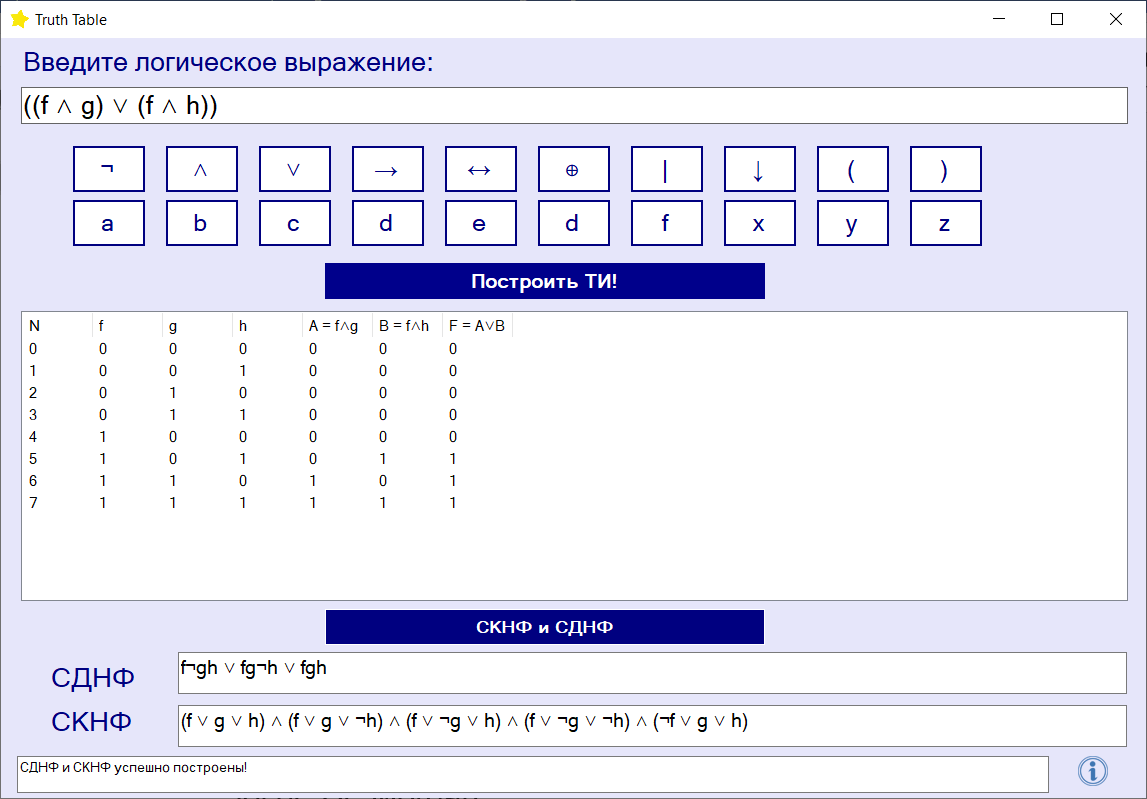 Truth Table
Введите логическое выражение:
((f ∧ g) ∨ (f ∧ h))
¬ ∧ ∨ → ↔ ⊕ | ↓ ( )
a b c d e d f x y z
Построить ТИ!
N f g h A = f∧g B = f∧h F = A∨B
0 0 0 0 0 0 0
1 0 0 1 0 0 0
2 0 1 0 0 0 0
3 0 1 1 0 0 0
4 1 0 0 0 0 0
5 1 0 1 0 1 1
6 1 1 0 1 0 1
7 1 1 1 1 1 1
СКНФ и СДНФ
СДНФ f¬gh ∨ fg¬h ∨ fgh
СКНФ (f ∨ g ∨ h) ∧ (f ∨ g ∨ ¬h) ∧ (f ∨ ¬g ∨ h) ∧ (f ∨ ¬g ∨ ¬h) ∧ (¬f ∨ g ∨ h)
СДНФ и СКНФ успешно построены!